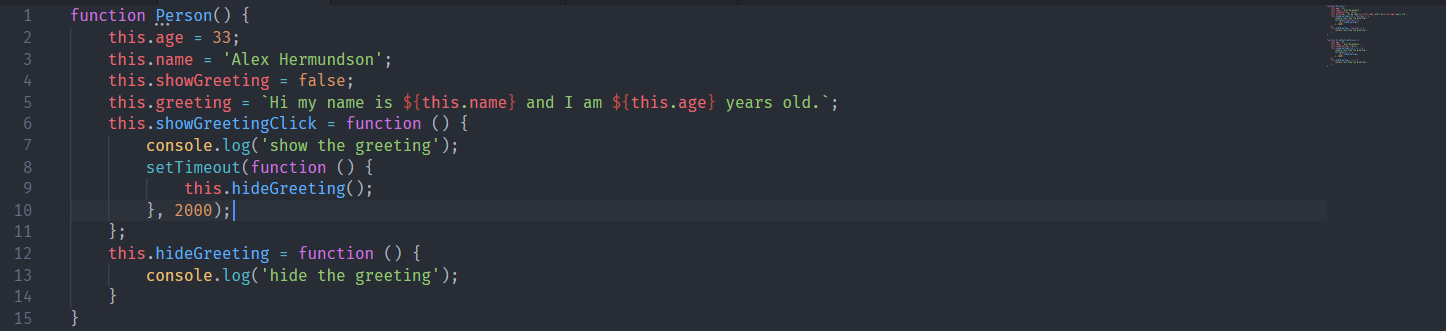 1 function Person() {
2 this.age = 33;
3 this.name = 'Alex Hermundson';
4 this.showGreeting = false;
5 this.greeting = `Hi my name is ${this.name} and I am ${this.age} years old.`;
6 this.showGreetingClick = function () {
7 console.log('show the greeting');
8 setTimeout(function () {
9 this.hideGreeting();
10 }, 2000);
11 };
12 this.hideGreeting = function () {
13 console.log('hide the greeting');
14 }
15 }